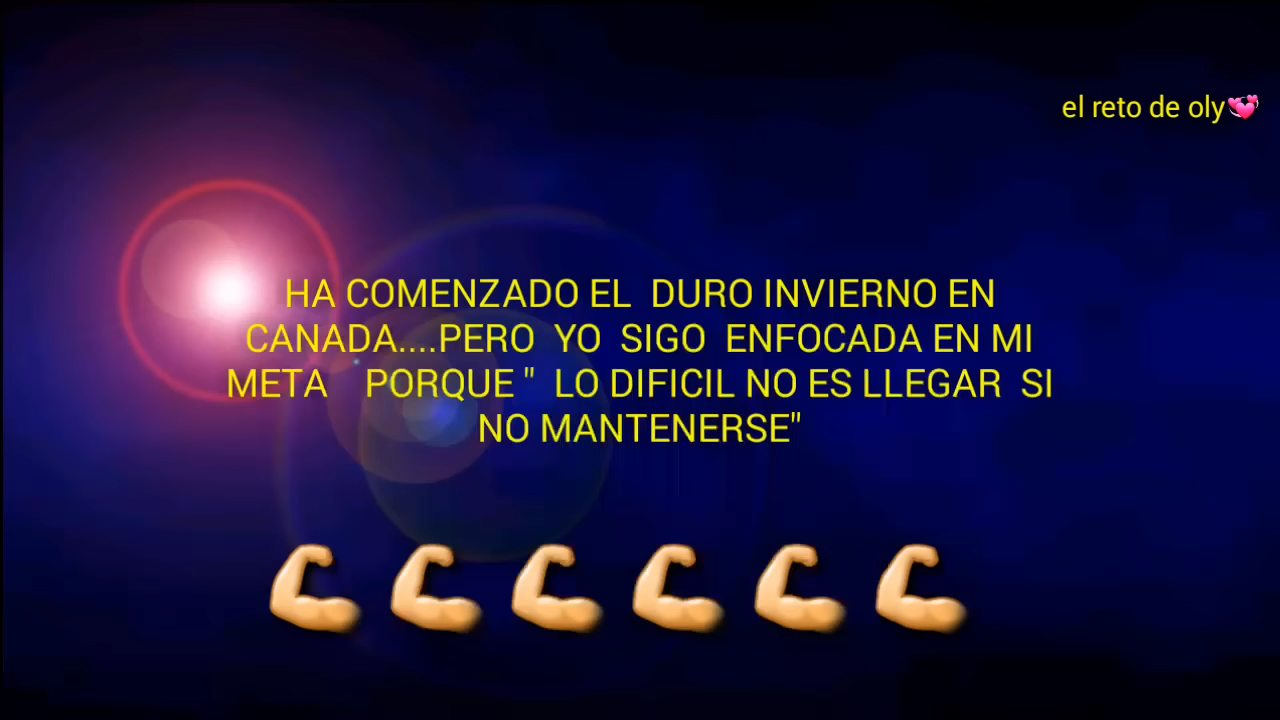 el reto de oly💞
HA COMENZADO EL DURO INVIERNO EN
CANADA....PERO YO SIGO ENFOCADA EN MI
META PORQUE " LO DIFICIL NO ES LLEGAR SI
NO MANTENERSE"
💪💪💪💪💪💪